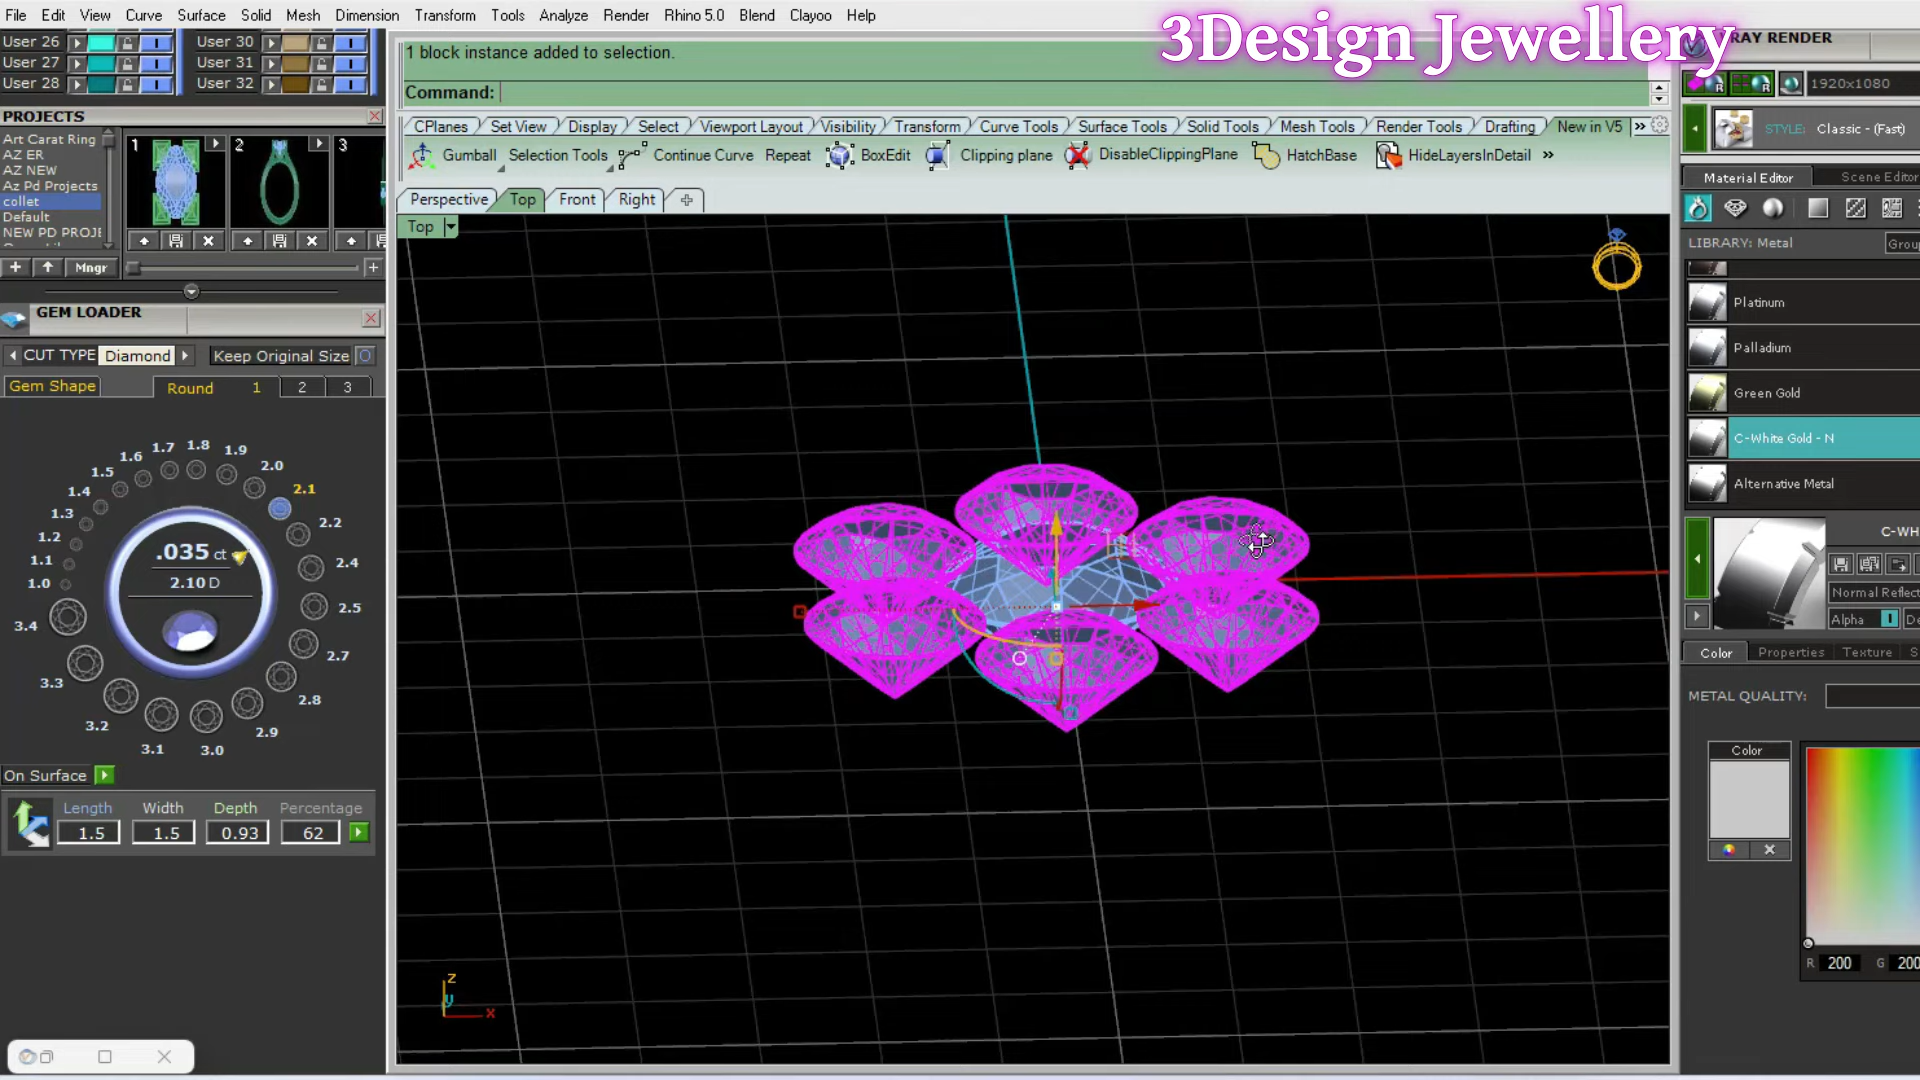 File Edit View Curve Surface Solid Mesh Dimension Transform Tools Analyze Render Rhino 5.0 Blend Clayoo Help
3Design Jewellery
RAY RENDER
User 26 User 30
User 27 User 31
User 28 User 32
1 block instance added to selection.
Command:
1920x1080
PROJECTS
Art Carat Ring
AZ ER
AZ NEW
Az Pd Projects
collet
Default
NEW PD PROJE
1 2 3
Mngr
CPlanes Set View Display Select Viewport Layout Visibility Transform Curve Tools Surface Tools Solid Tools Mesh Tools Render Tools Drafting New in V5
STYLE: Classic - (Fast)
Gumball Selection Tools Continue Curve Repeat BoxEdit Clipping plane DisableClippingPlane HatchBase HideLayersInDetail
Material Editor Scene Editor
Perspective Top Front Right
Top
LIBRARY: Metal Group
GEM LOADER
CUT TYPE Diamond Keep Original Size
Gem Shape Round 1 2 3
1.0 1.1 1.2 1.3 1.4 1.5 1.6 1.7 1.8 1.9 2.0 2.1 2.2 2.4 2.5 2.7 2.8 2.9 3.0 3.1 3.2 3.3 3.4
.035 ct
2.10 D
On Surface
Length Width Depth Percentage
1.5 1.5 0.93 62
z
y
x
Platinum
Palladium
Green Gold
C-White Gold - N
Alternative Metal
C-WH
Normal Reflect
Alpha I De
Color Properties Texture S
METAL QUALITY:
Color
R 200 G 200